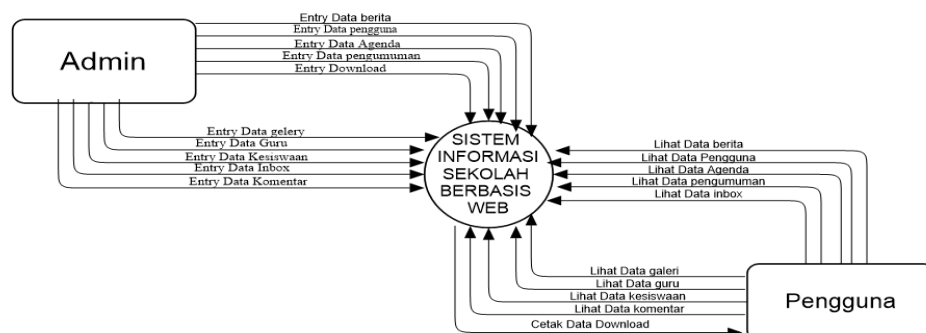 Entry Data berita
Entry Data pengguna
Entry Data Agenda
Entry Data pengumuman
Entry Download
Admin
Entry Data gelery
Entry Data Guru
Entry Data Kesiswaan
Entry Data Inbox
Entry Data Komentar
SISTEM
INFORMASI
SEKOLAH
BERBASIS
WEB
Lihat Data berita
Lihat Data Pengguna
Lihat Data Agenda
Lihat Data pengumuman
Lihat Data inbox
Lihat Data galeri
Lihat Data guru
Lihat Data kesiswaan
Lihat Data komentar
Cetak Data Download
Pengguna